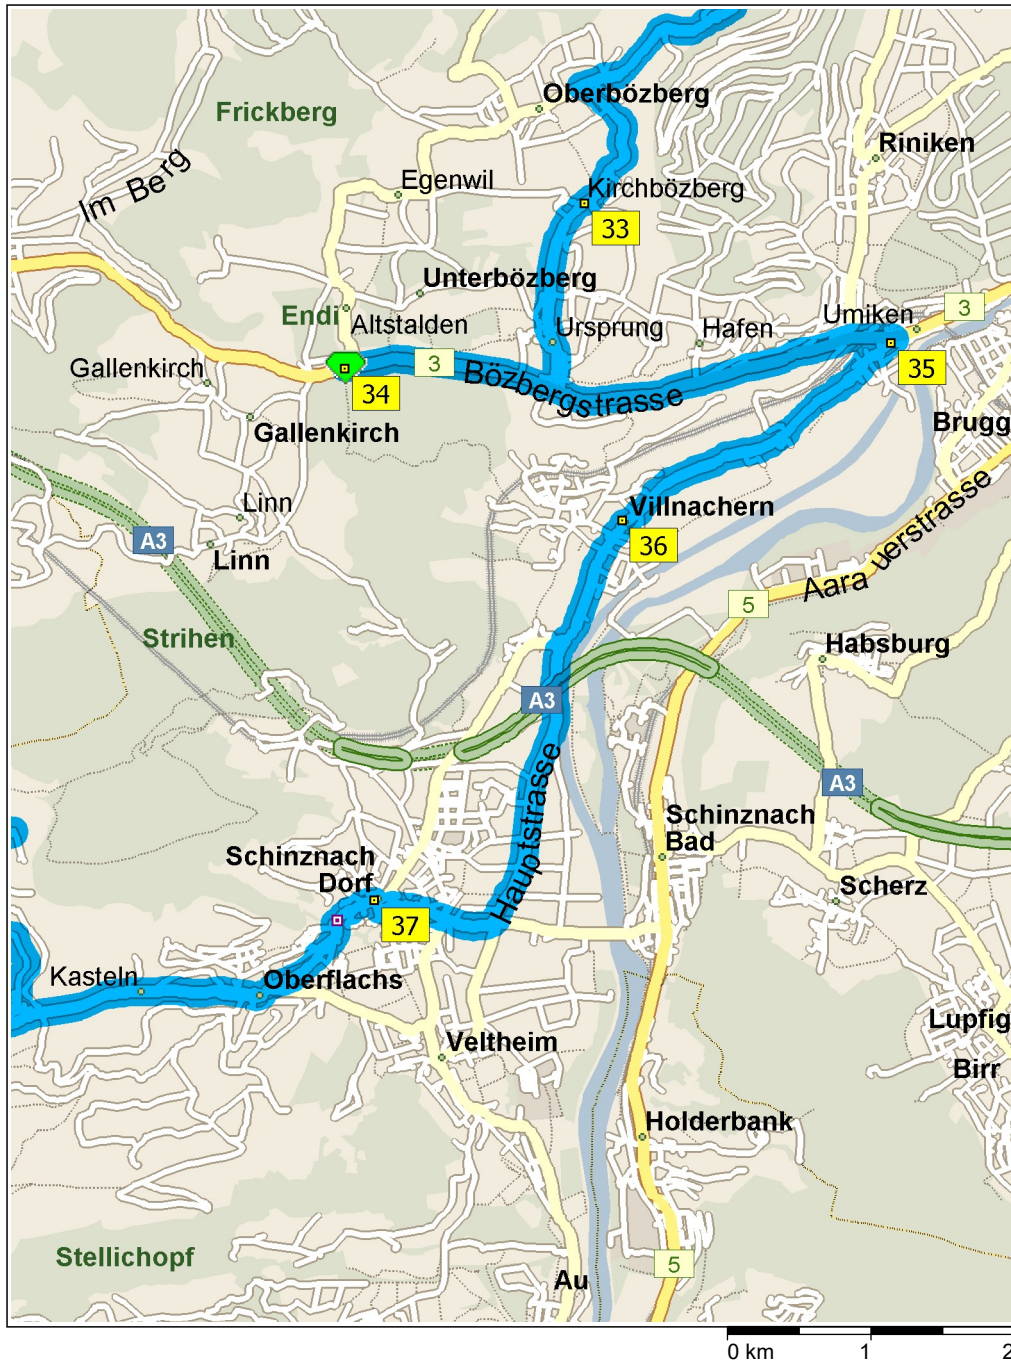 Oberbözberg
Frickberg
Riniken
Im Berg
Egenwil
Kirchbözberg
33
Unterbözberg
Endi
Altstalden
Ursprung
Hafen
Umiken
3
3
35
Gallenkirch
34
Bözbergstrasse
Gallenkirch
Brugg
Linn
Villnachern
A3
36
Linn
Aarauerstrasse
5
Strihen
Habsburg
A3
A3
Hauptstrasse
Schinznach
Bad
Schinznach
Dorf
Scherz
37
Kasteln
Oberflachs
Lupfig
Veltheim
Birr
Holderbank
Stellichopf
Au
5
0 km 1 2